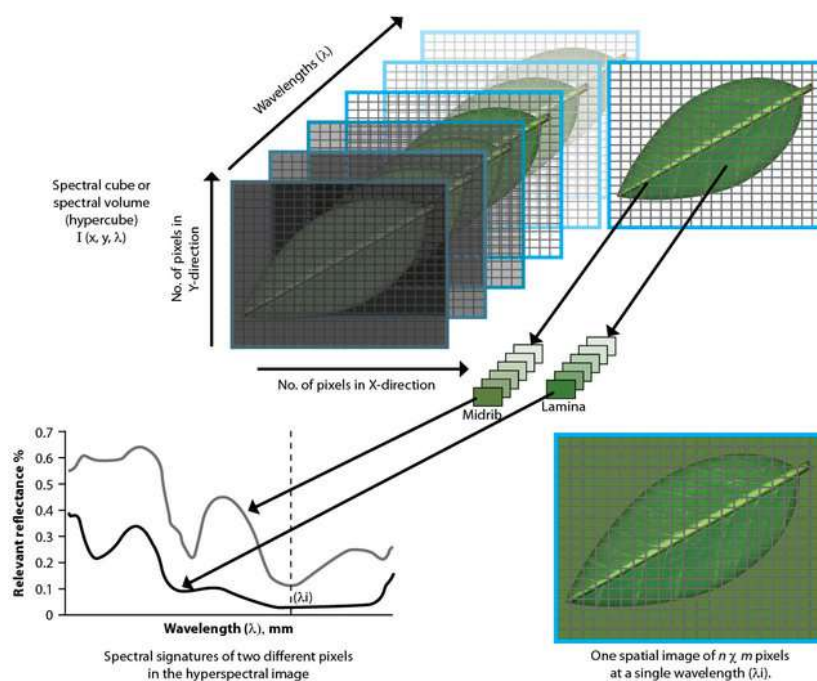 Wavelengths (λ)
Spectral cube or
spectral volume
(hypercube)
I (x, y, λ)
No. of pixels in
Y-direction
No. of pixels in X-direction
Midrib
Lamina
Relevant reflectance %
0.7
0.6
0.5
0.4
0.3
0.2
0.1
0
(λi)
Wavelength (λ), mm
Spectral signatures of two different pixels
in the hyperspectral image
One spatial image of n χ m pixels
at a single wavelength (λi).